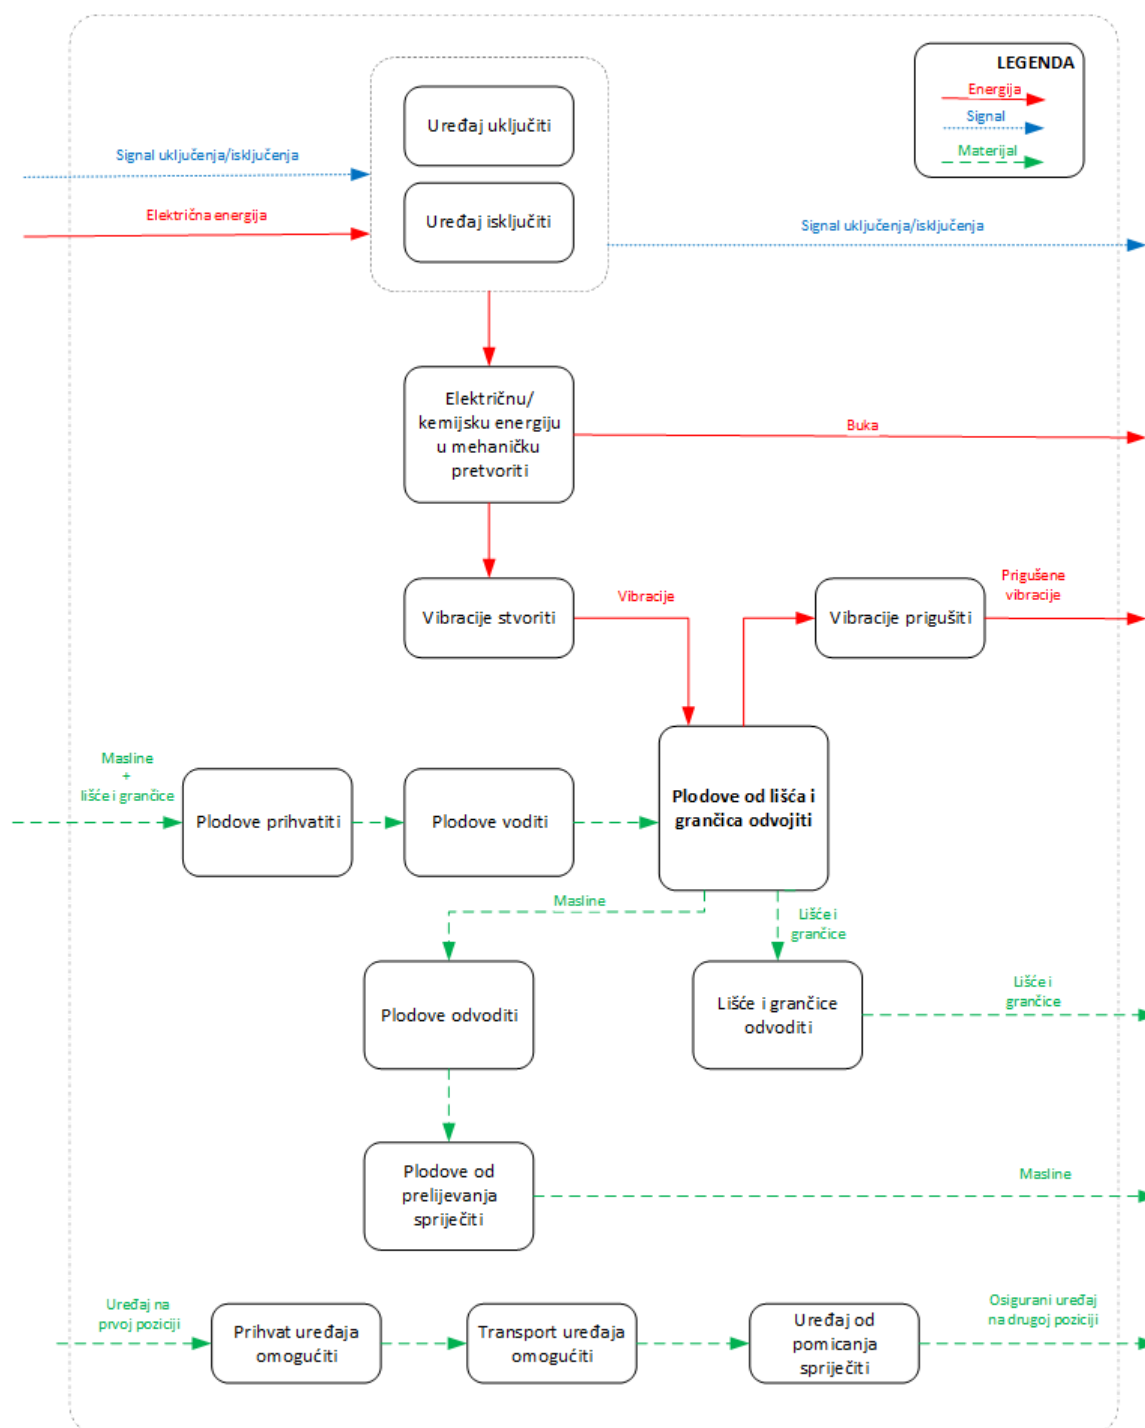 LEGENDA
Energija
Signal
Materijal
Uređaj uključiti
Signal uključenja/isključenja
Uređaj isključiti
Električna energija
Signal uključenja/isključenja
Električnu/
kemijsku energiju
u mehaničku
pretvoriti
Buka
Vibracije stvoriti
Vibracije
Vibracije prigušiti
Prigušene
vibracije
Masline
+
lišće i grančice
Plodove prihvatiti
Plodove voditi
Plodove od lišća i
grančica odvojiti
Masline
Lišće i
grančice
Plodove odvoditi
Lišće i grančice
odvoditi
Lišće i
grančice
Plodove od
prelijevanja
spriječiti
Masline
Uređaj na
prvoj poziciji
Prihvat uređaja
omogućiti
Transport uređaja
omogućiti
Uređaj od
pomicanja
spriječiti
Osigurani uređaj
na drugoj poziciji